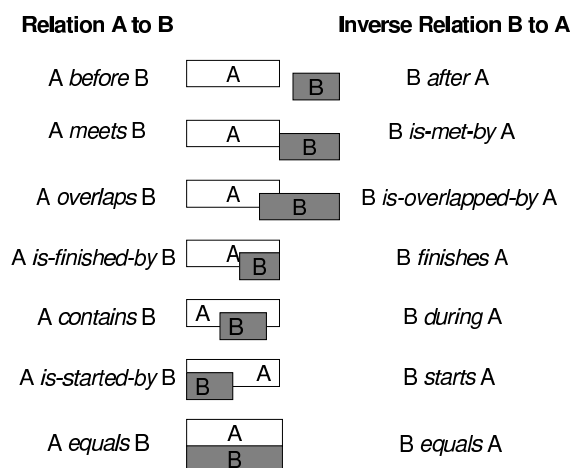 Relation A to B Inverse Relation B to A
A before B A B B after A
A meets B A B B is-met-by A
A overlaps B A B B is-overlapped-by A
A is-finished-by B A B B finishes A
A contains B A B B during A
A is-started-by B B A B starts A
A equals B A B B equals A